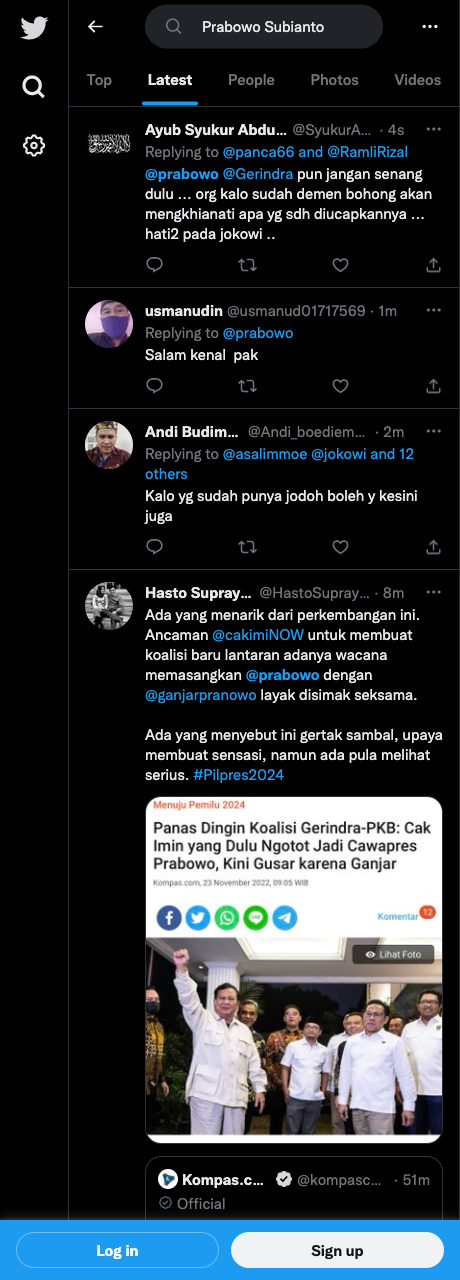 Prabowo Subianto
Top Latest People Photos Videos
Ayub Syukur Abdu... @SyukurA... · 4s
Replying to @panca66 and @RamliRizal
@prabowo @Gerindra pun jangan senang
dulu ... org kalo sudah demen bohong akan
mengkhianati apa yg sdh diucapkannya ...
hati2 pada jokowi ..
usmanudin @usmanud01717569 · 1m
Replying to @prabowo
Salam kenal pak
Andi Budim... @Andi_boediem... · 2m
Replying to @asalimmoe @jokowi and 12
others
Kalo yg sudah punya jodoh boleh y kesini
juga
Hasto Supray... @HastoSupray... · 8m
Ada yang menarik dari perkembangan ini.
Ancaman @cakimiNOW untuk membuat
koalisi baru lantaran adanya wacana
memasangkan @prabowo dengan
@ganjarpranowo layak disimak seksama.
Ada yang menyebut ini gertak sambal, upaya
membuat sensasi, namun ada pula melihat
serius. #Pilpres2024
Menuju Pemilu 2024
Panas Dingin Koalisi Gerindra-PKB: Cak
Imin yang Dulu Ngotot Jadi Cawapres
Prabowo, Kini Gusar karena Ganjar
Kompas.com, 23 November 2022, 09.05 WIB
Komentar 12
Lihat Foto
Kompas.c... @kompasc... · 51m
Official
Log in
Sign up